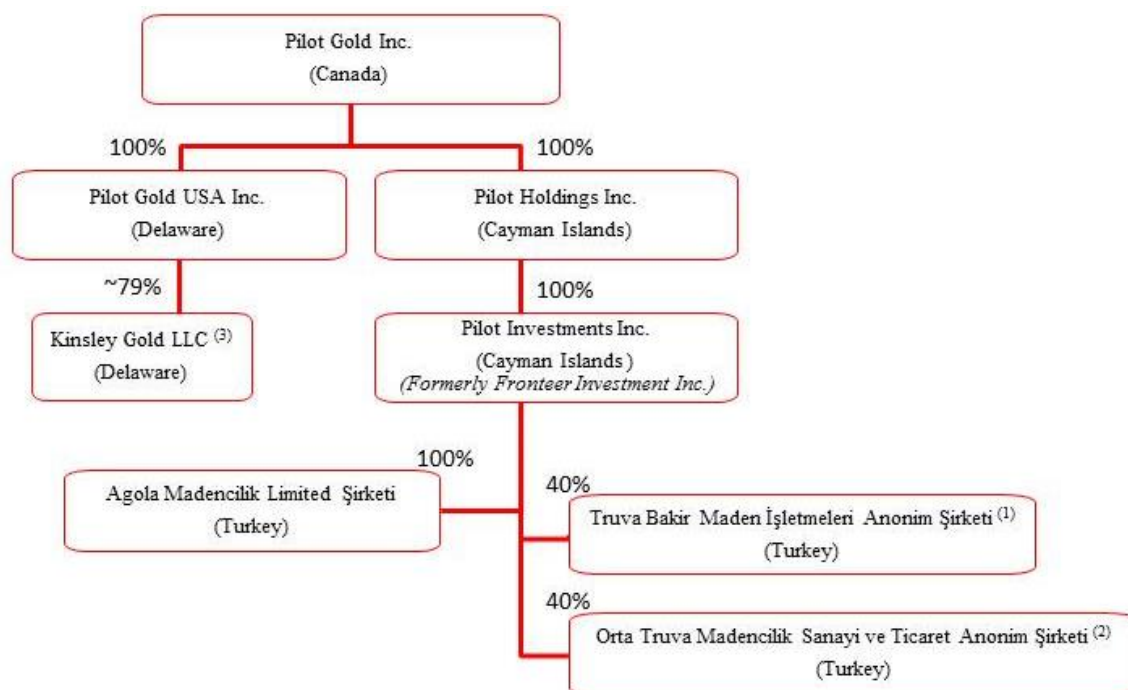 Pilot Gold Inc.
(Canada)
100%
100%
Pilot Gold USA Inc.
(Delaware)
Pilot Holdings Inc.
(Cayman Islands)
~79%
100%
Kinsley Gold LLC (3)
(Delaware)
Pilot Investments Inc.
(Cayman Islands )
(Formerly Fronteer Investment Inc.)
100%
Agola Madencilik Limited Şirketi
(Turkey)
40%
Truva Bakir Maden İşletmeleri Anonim Şirketi (1)
(Turkey)
40%
Orta Truva Madencilik Sanayi ve Ticaret Anonim Şirketi (2)
(Turkey)